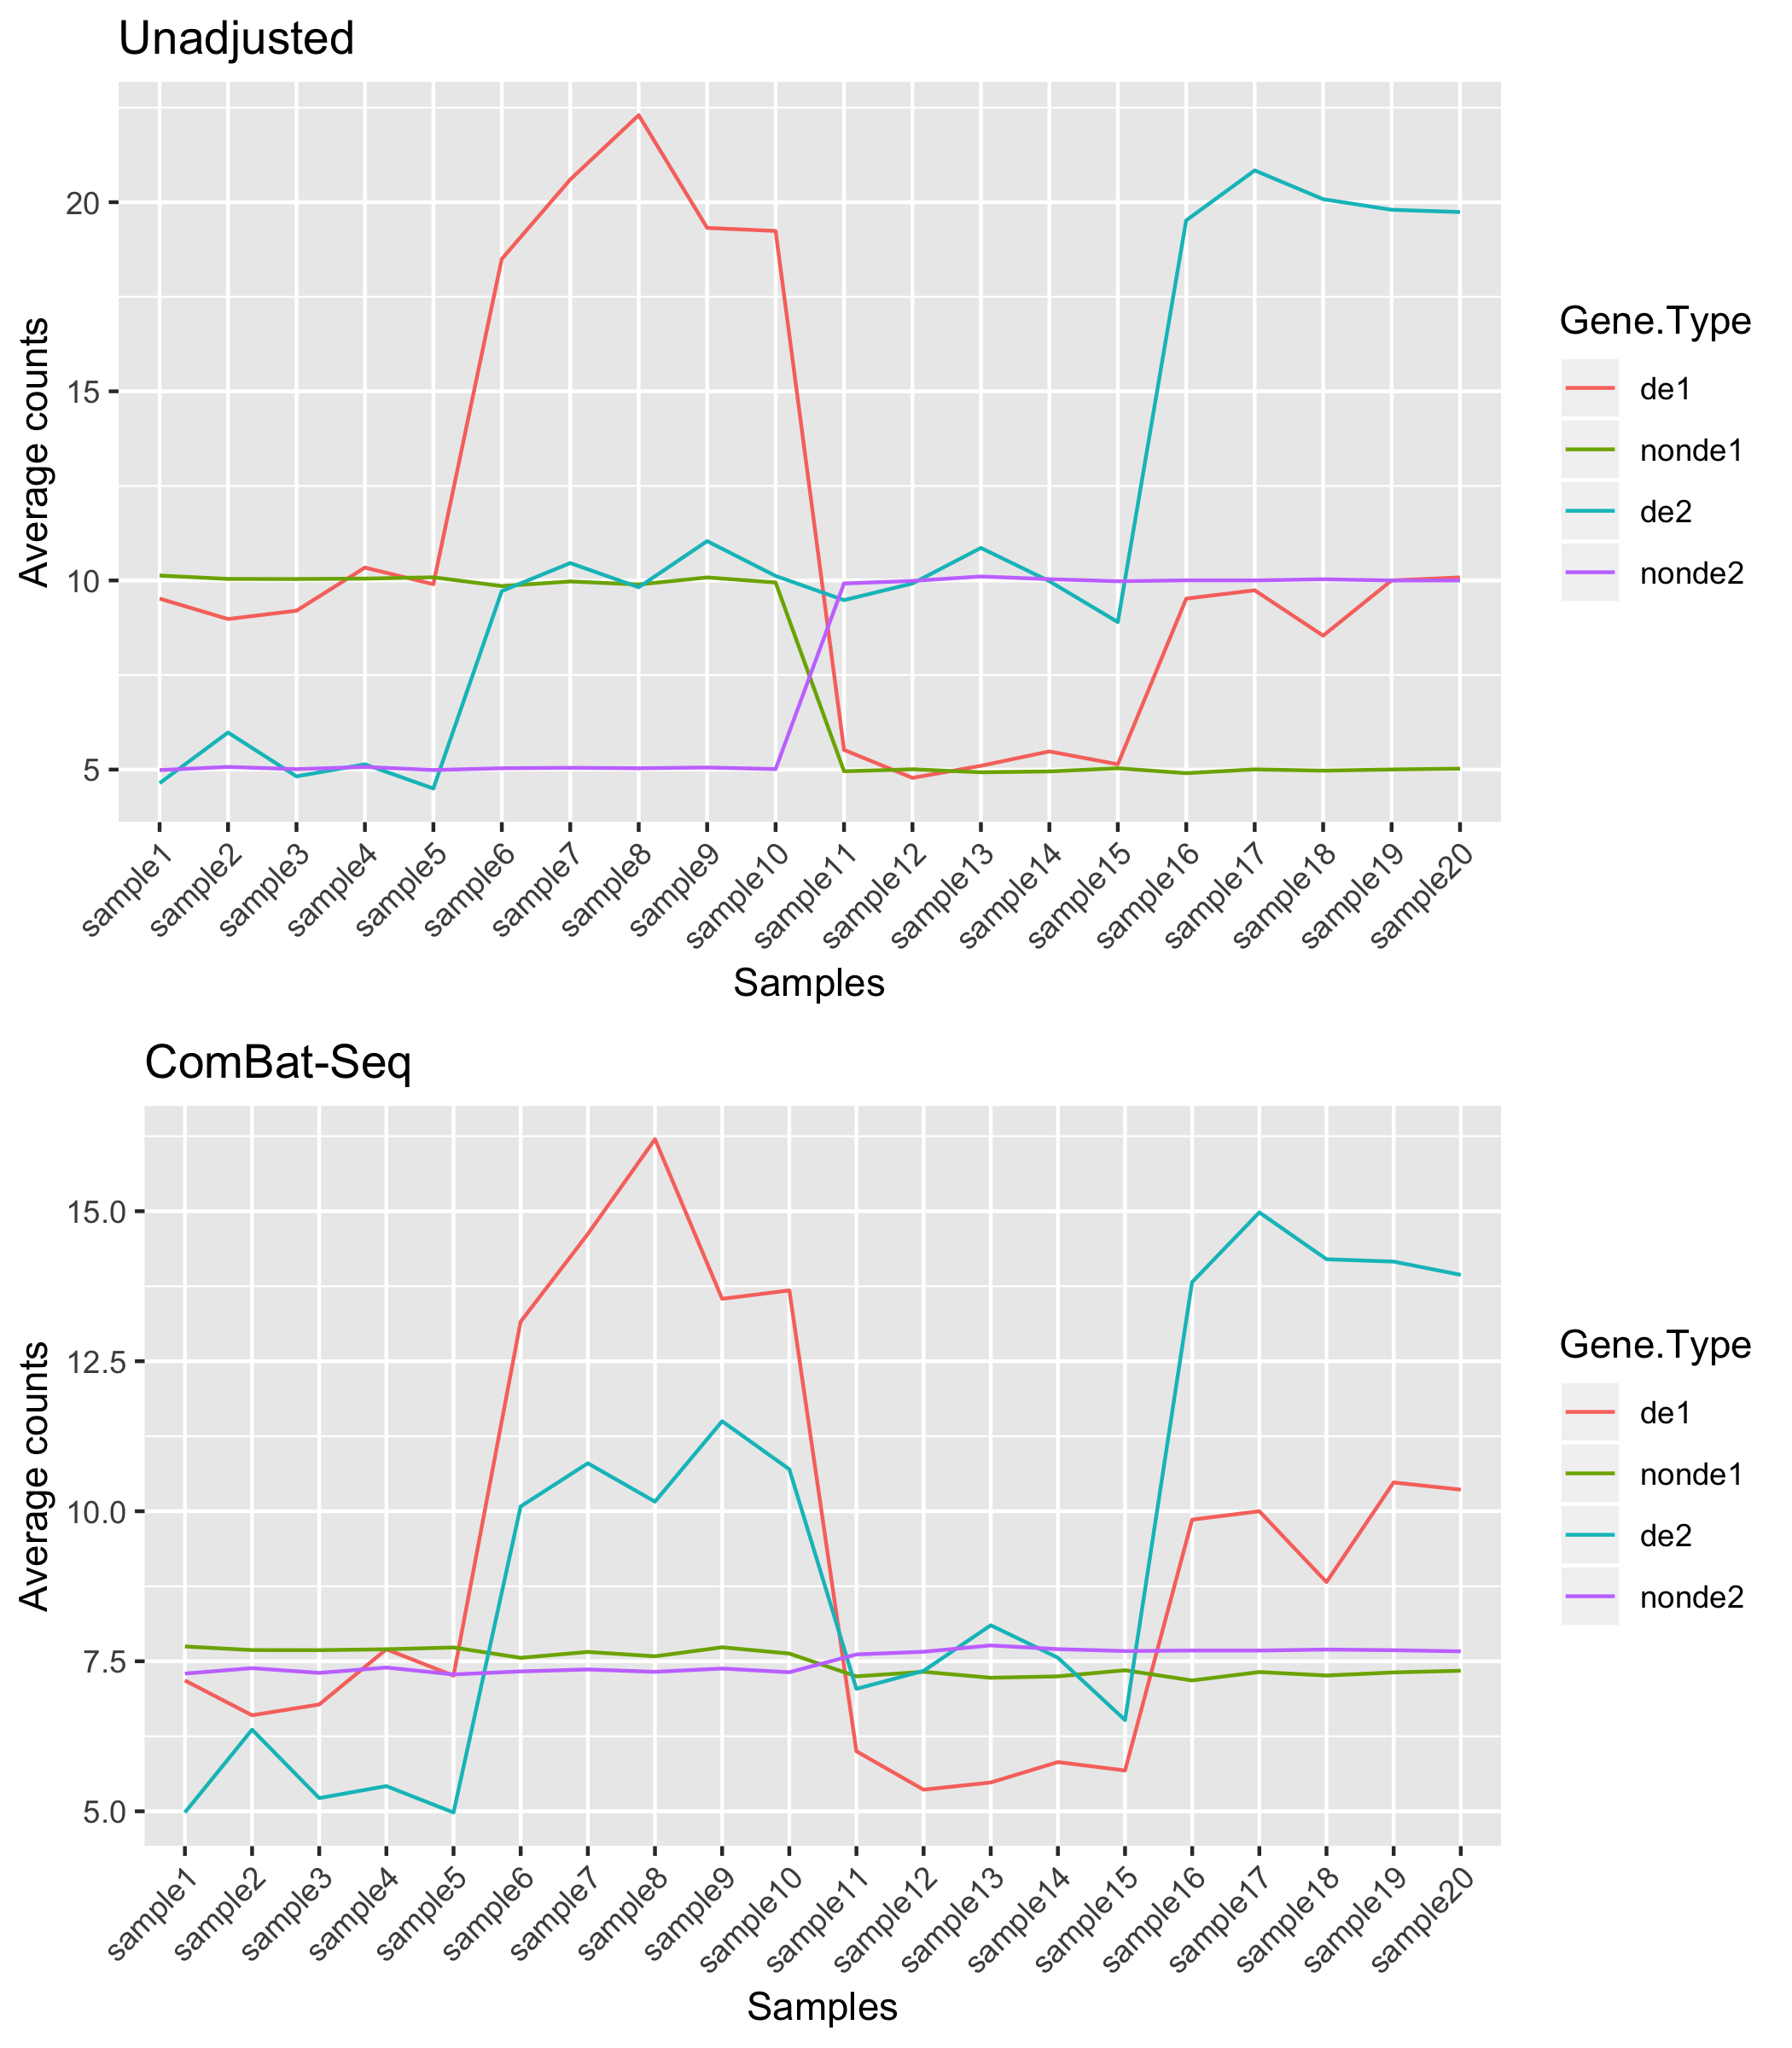 Unadjusted
Average counts
20
15
10
5
sample1
sample2
sample3
sample4
sample5
sample6
sample7
sample8
sample9
sample10
sample11
sample12
sample13
sample14
sample15
sample16
sample17
sample18
sample19
sample20
Samples
Gene.Type
de1
nonde1
de2
nonde2
ComBat-Seq
Average counts
15.0
12.5
10.0
7.5
5.0
sample1
sample2
sample3
sample4
sample5
sample6
sample7
sample8
sample9
sample10
sample11
sample12
sample13
sample14
sample15
sample16
sample17
sample18
sample19
sample20
Samples
Gene.Type
de1
nonde1
de2
nonde2